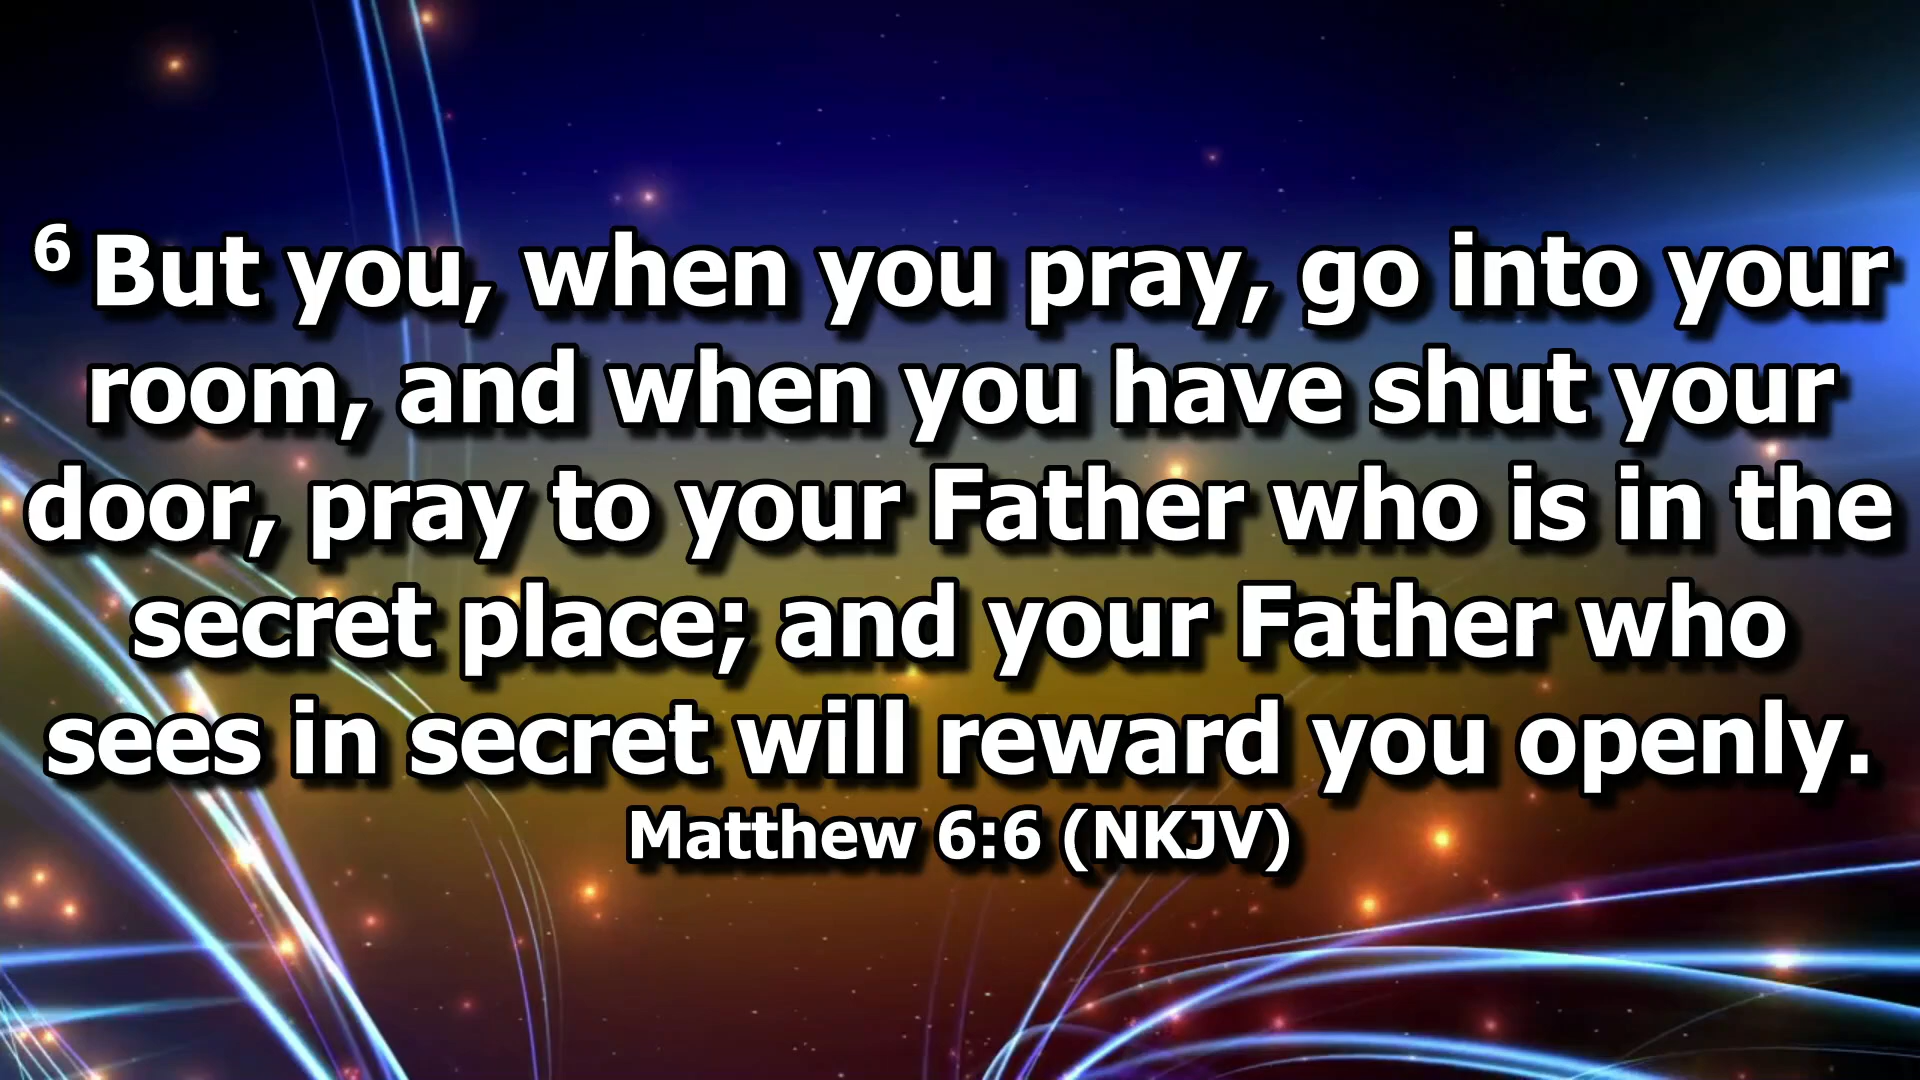 6 But you, when you pray, go into your
room, and when you have shut your
door, pray to your Father who is in the
secret place; and your Father who
sees in secret will reward you openly.
Matthew 6:6 (NKJV)